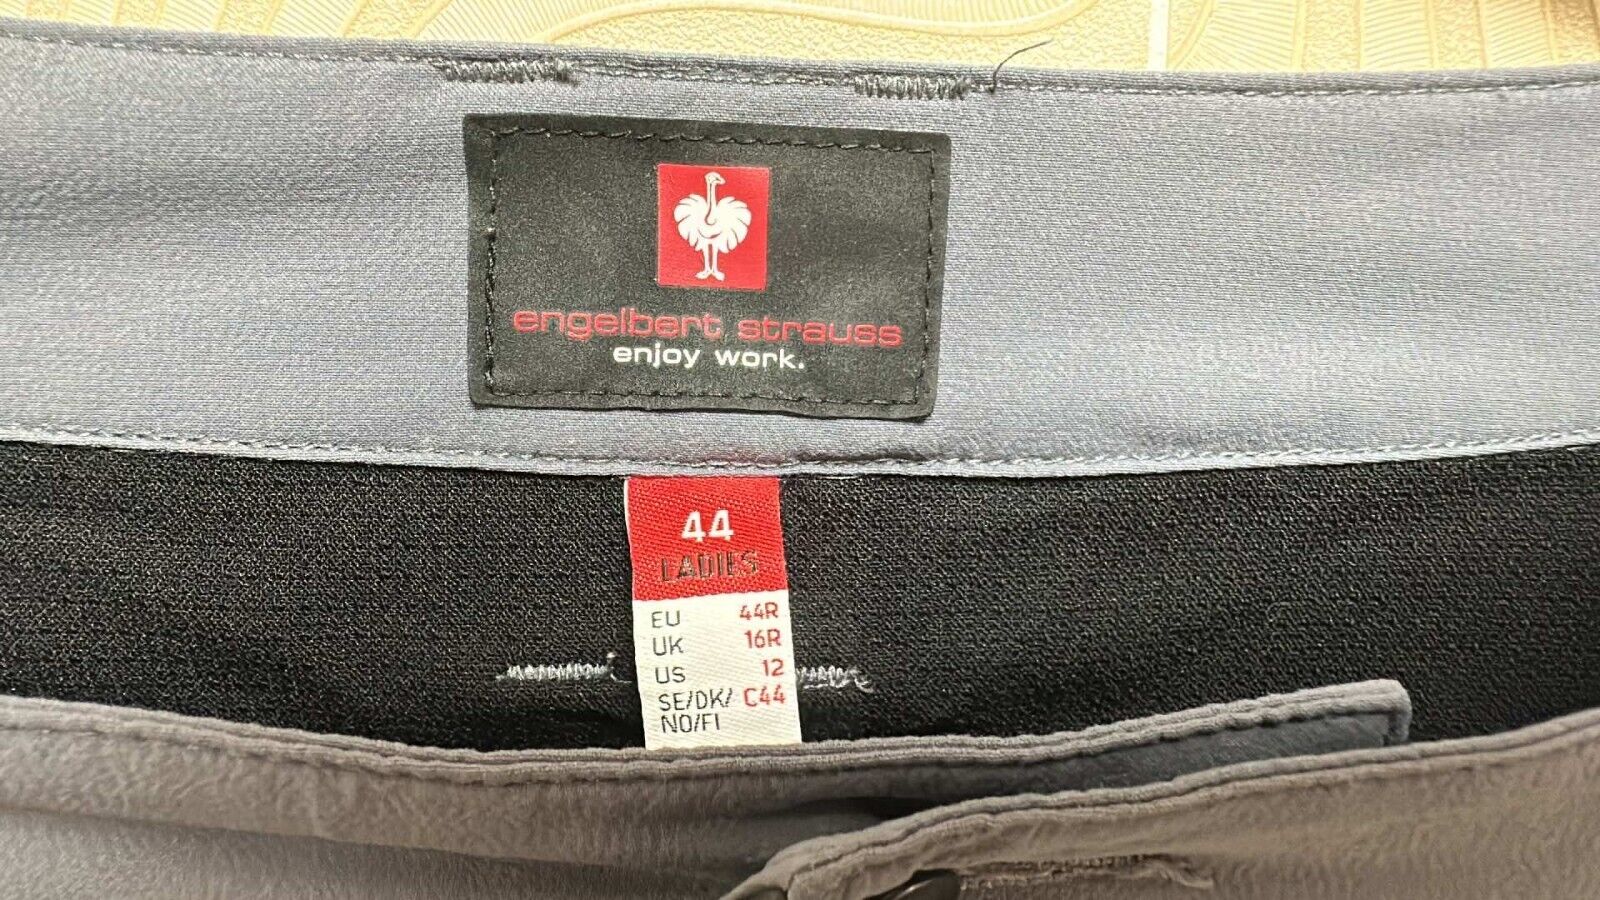 engelbert strauss
enjoy work.
44
LADIES
EU 44R
UK 16R
US 12
SE/DK/ C44
NO/FI